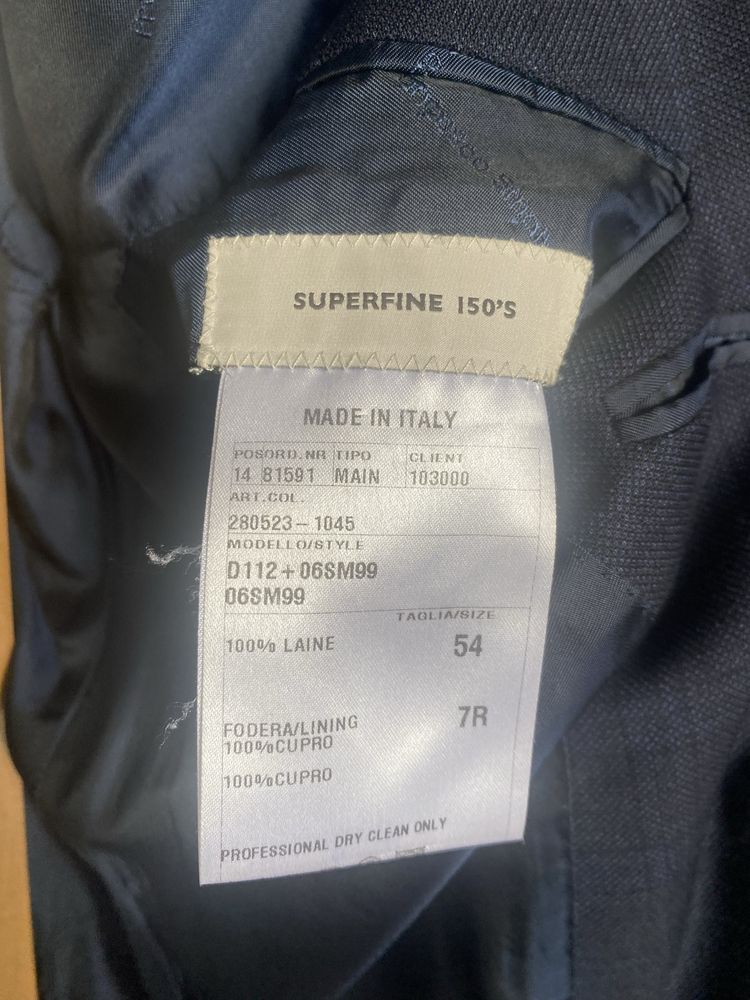 SUPERFINE 150'S
MADE IN ITALY
POSORD.NR TIPO CLIENT
14 81591 MAIN 103000
ART.COL.
280523-1045
MODELLO/STYLE
D112+06SM99
06SM99
TAGLIA/SIZE
100% LAINE 54
7R
FODERA/LINING
100%CUPRO
100%CUPRO
PROFESSIONAL DRY CLEAN ONLY